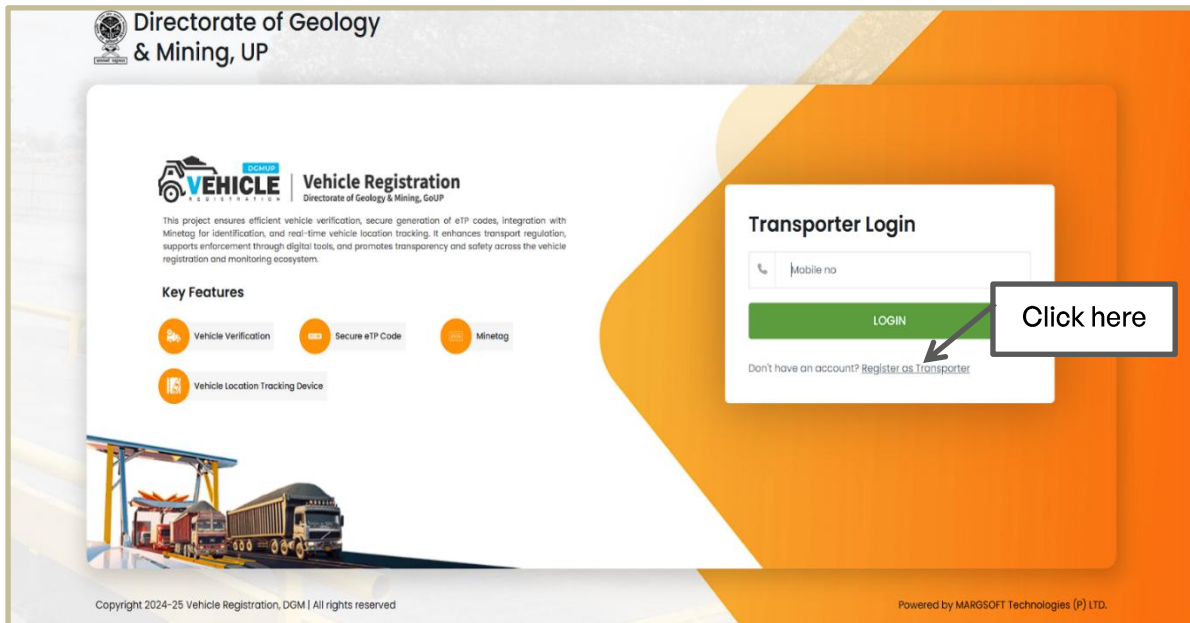 Directorate of Geology
& Mining, UP
DGMUP
VEHICLE
REGISTRATION
Vehicle Registration
Directorate of Geology & Mining, GoUP
This project ensures efficient vehicle verification, secure generation of eTP codes, integration with
Minetag for identification, and real-time vehicle location tracking. It enhances transport regulation,
supports enforcement through digital tools, and promotes transparency and safety across the vehicle
registration and monitoring ecosystem.
Key Features
Vehicle Verification
Secure eTP Code
Minetag
Vehicle Location Tracking Device
Transporter Login
Mobile no
LOGIN
Click here
Don't have an account? Register as Transporter
Copyright 2024-25 Vehicle Registration, DGM | All rights reserved
Powered by MARGSOFT Technologies (P) LTD.